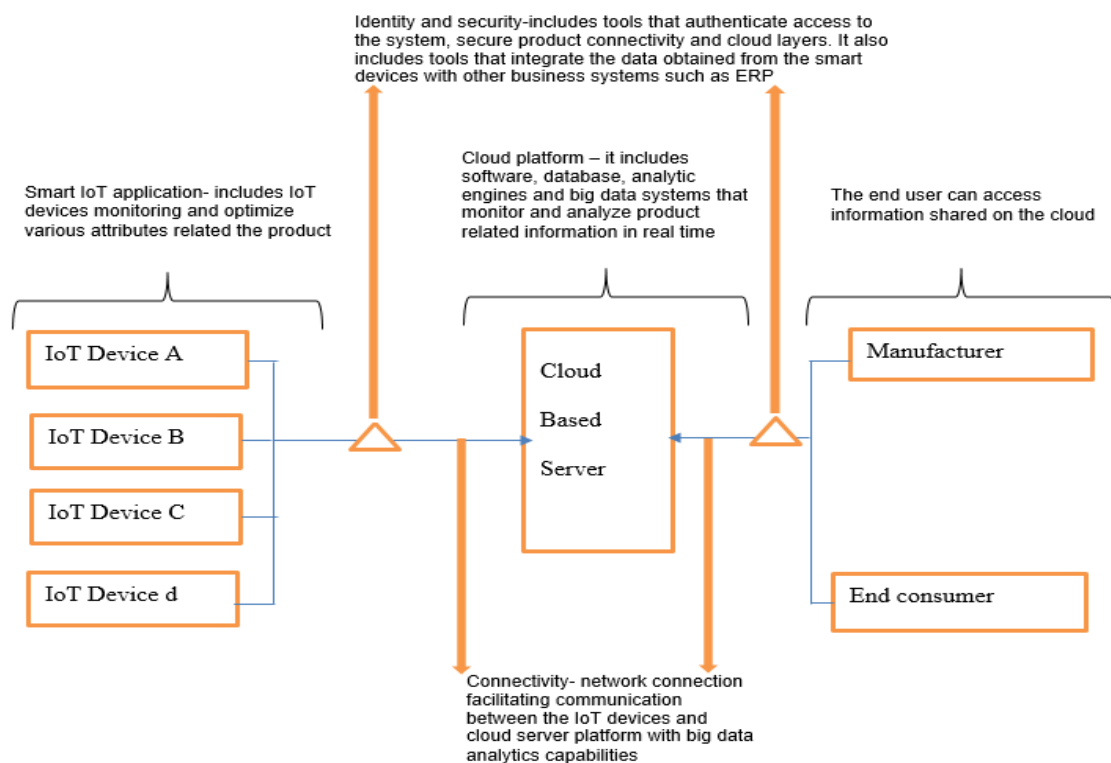 Identity and security-includes tools that authenticate access to
the system, secure product connectivity and cloud layers. It also
includes tools that integrate the data obtained from the smart
devices with other business systems such as ERP
Smart IoT application- includes IoT
devices monitoring and optimize
various attributes related the product
Cloud platform – it includes
software, database, analytic
engines and big data systems that
monitor and analyze product
related information in real time
The end user can access
information shared on the cloud
IoT Device A
IoT Device B
IoT Device C
IoT Device d
Cloud
Based
Server
Manufacturer
End consumer
Connectivity- network connection
facilitating communication
between the IoT devices and
cloud server platform with big data
analytics capabilities